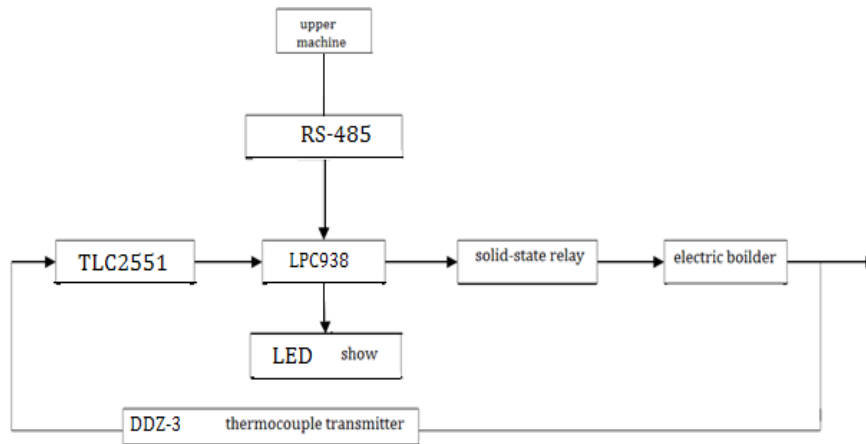 upper
machine
RS-485
TLC2551
LPC938
solid-state relay
electric boilder
LED show
DDZ-3 thermocouple transmitter